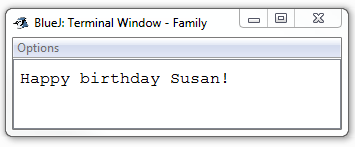 BlueJ: Terminal Window - Family
Options
Happy birthday Susan!